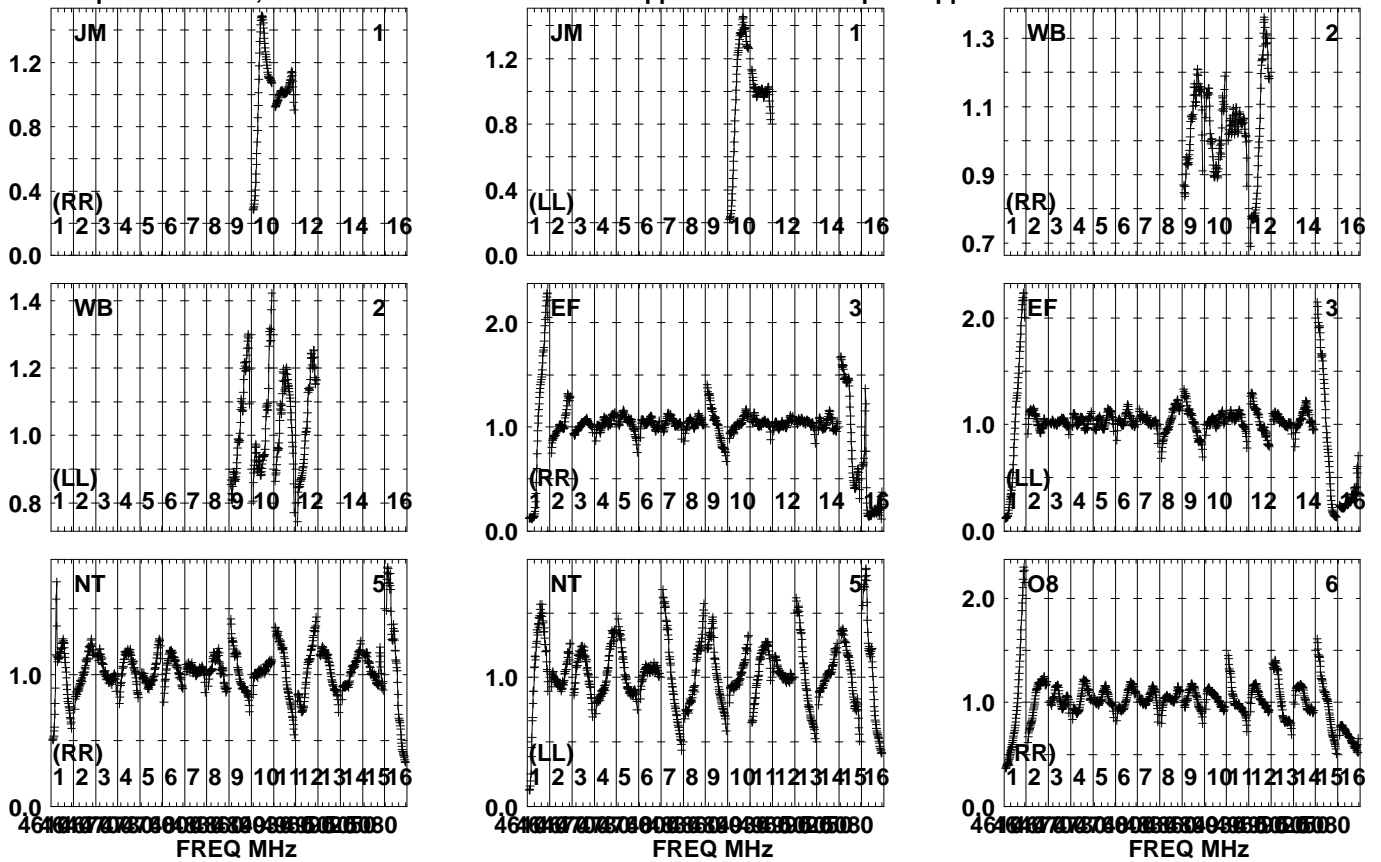 JM 1
1.2
0.8
0.4
0.0
(RR)
1 2 3 4 5 6 7 8 9 10 12 14 16
JM 1
1.2
0.8
0.4
0.0
(LL)
1 2 3 4 5 6 7 8 9 10 12 14 16
WB 2
1.3
1.1
0.9
0.7
(RR)
1 2 3 4 5 6 7 8 9 10 12 14 16
WB 2
1.4
1.2
1.0
0.8
(LL)
1 2 3 4 5 6 7 8 9 10 12 14 16
EF 3
2.0
1.0
0.0
(RR)
1 2 3 4 5 6 7 8 9 10 12 14 16
EF 3
2.0
1.0
0.0
(LL)
1 2 3 4 5 6 7 8 9 10 12 14 16
NT 5
1.0
0.0
(RR)
1 2 3 4 5 6 7 8 9 10 11 12 13 14 15 16
FREQ MHz
NT 5
1.0
0.0
(LL)
1 2 3 4 5 6 7 8 9 10 11 12 13 14 15 16
FREQ MHz
O8 6
2.0
1.0
0.0
(RR)
1 2 3 4 5 6 7 8 9 10 11 12 13 14 15 16
FREQ MHz